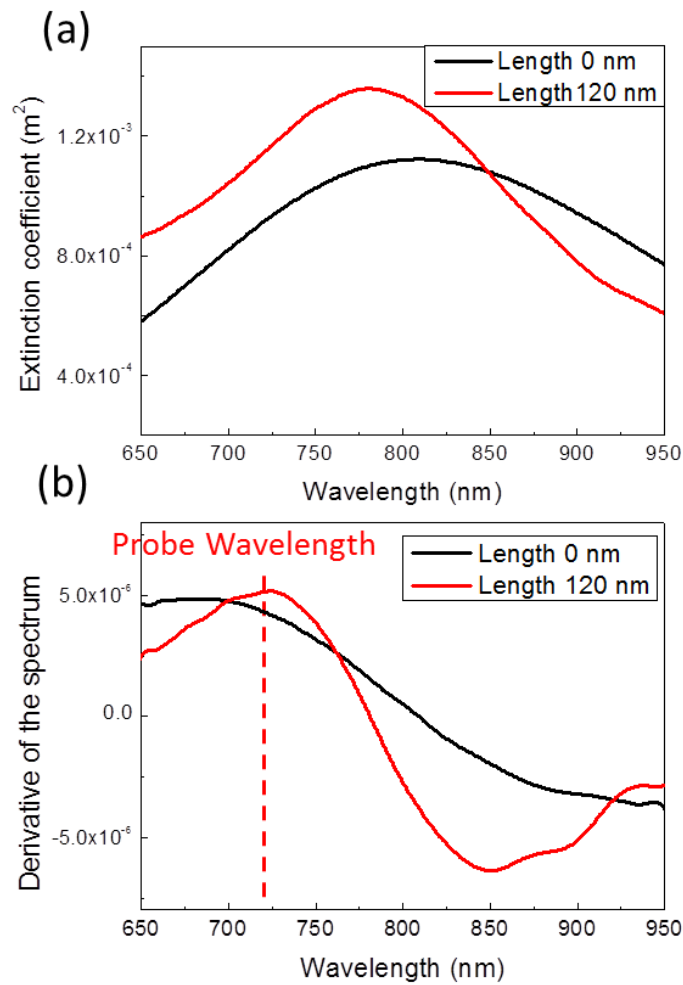 (a)
Length 0 nm
Length 120 nm
Extinction coefficient (m²)
1.2x10⁻³
8.0x10⁻⁴
4.0x10⁻⁴
650 700 750 800 850 900 950
Wavelength (nm)
(b)
Probe Wavelength
Length 0 nm
Length 120 nm
Derivative of the spectrum
5.0x10⁻⁶
0.0
-5.0x10⁻⁶
650 700 750 800 850 900 950
Wavelength (nm)